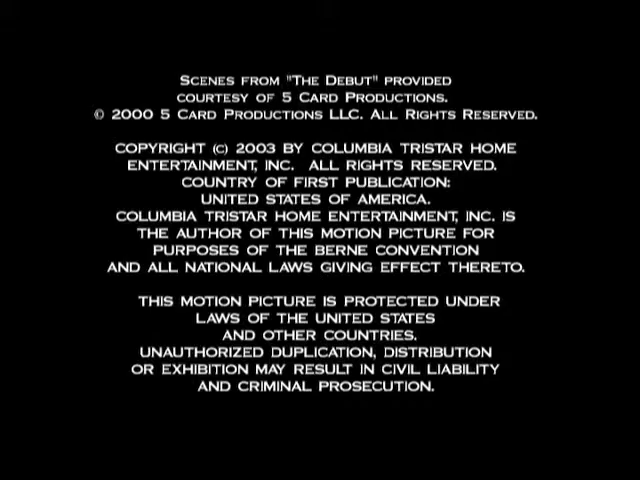 Scenes from "The Debut" provided
courtesy of 5 Card Productions.
© 2000 5 Card Productions LLC. All Rights Reserved.
COPYRIGHT (C) 2003 BY COLUMBIA TRISTAR HOME
ENTERTAINMENT, INC. ALL RIGHTS RESERVED.
COUNTRY OF FIRST PUBLICATION:
UNITED STATES OF AMERICA.
COLUMBIA TRISTAR HOME ENTERTAINMENT, INC. IS
THE AUTHOR OF THIS MOTION PICTURE FOR
PURPOSES OF THE BERNE CONVENTION
AND ALL NATIONAL LAWS GIVING EFFECT THERETO.
THIS MOTION PICTURE IS PROTECTED UNDER
LAWS OF THE UNITED STATES
AND OTHER COUNTRIES.
UNAUTHORIZED DUPLICATION, DISTRIBUTION
OR EXHIBITION MAY RESULT IN CIVIL LIABILITY
AND CRIMINAL PROSECUTION.